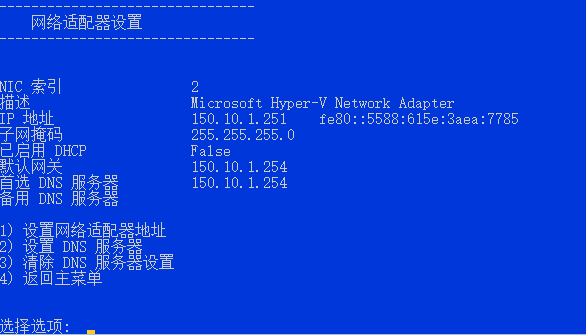 --------------------------------
网络适配器设置
--------------------------------
NIC 索引 2
描述 Microsoft Hyper-V Network Adapter
IP 地址 150.10.1.251 fe80::5588:615e:3aea:7785
子网掩码 255.255.255.0
已启用 DHCP False
默认网关 150.10.1.254
首选 DNS 服务器 150.10.1.254
备用 DNS 服务器
1) 设置网络适配器地址
2) 设置 DNS 服务器
3) 清除 DNS 服务器设置
4) 返回主菜单
选择选项: